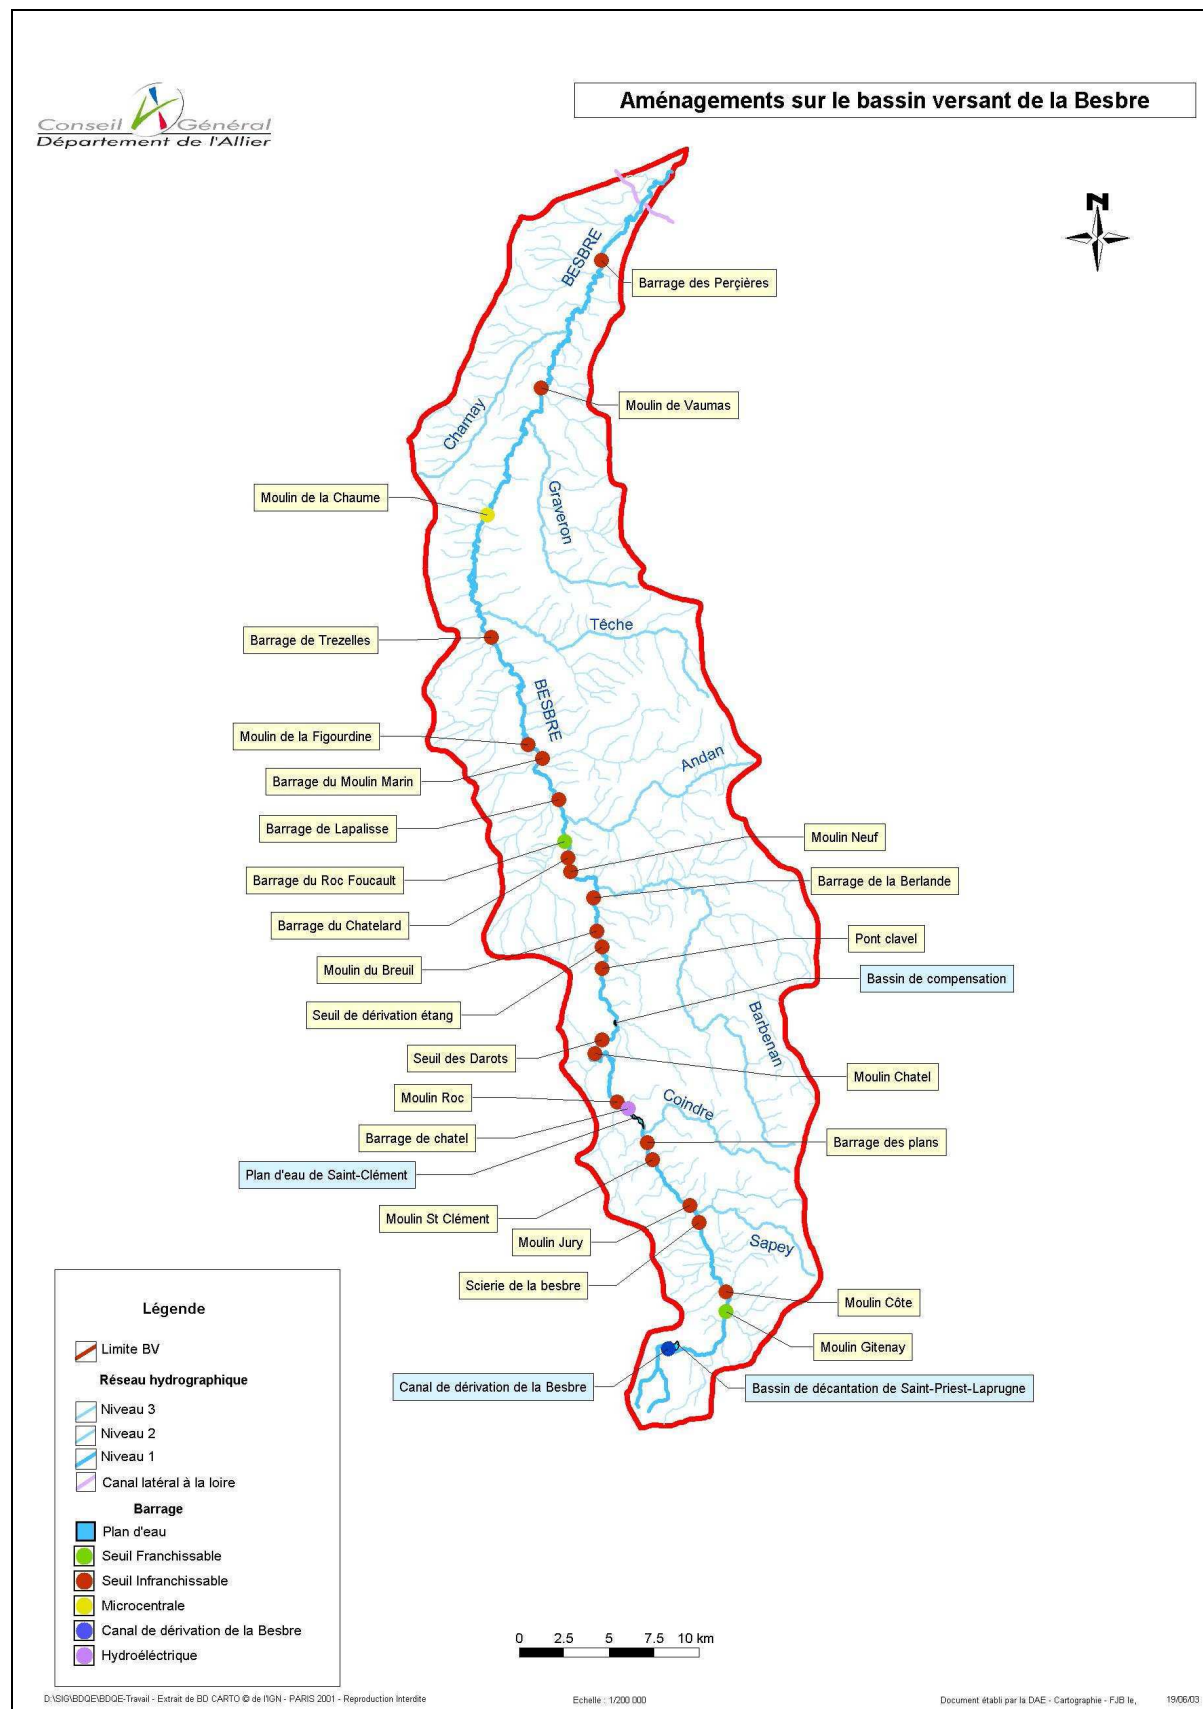 Conseil Général
Département de l'Allier
Aménagements sur le bassin versant de la Besbre
N
BESBRE
Barrage des Perçières
Moulin de Vaumas
Charnay
Moulin de la Chaume
Graveron
Têche
Barrage de Trezelles
BESBRE
Moulin de la Figourdine
Andan
Barrage du Moulin Marin
Barrage de Lapalisse
Moulin Neuf
Barrage du Roc Foucault
Barrage de la Berlande
Barrage du Chatelard
Pont clavel
Moulin du Breuil
Bassin de compensation
Seuil de dérivation étang
Barbenan
Seuil des Darots
Moulin Chatel
Moulin Roc
Coindre
Barrage de chatel
Barrage des plans
Plan d'eau de Saint-Clément
Moulin St Clément
Moulin Jury
Sapey
Scierie de la besbre
Moulin Côte
Moulin Gitenay
Canal de dérivation de la Besbre
Bassin de décantation de Saint-Priest-Laprugne
Légende
Limite BV
Réseau hydrographique
Niveau 3
Niveau 2
Niveau 1
Canal latéral à la loire
Barrage
Plan d'eau
Seuil Franchissable
Seuil Infranchissable
Microcentrale
Canal de dérivation de la Besbre
Hydroéléctrique
0 2.5 5 7.5 10 km
D:\SIG\BDQE\BDQE-Travail - Extrait de BD CARTO © de l'IGN - PARIS 2001 - Reproduction Interdite
Echelle : 1/200 000
Document établi par la DAE - Cartographie - FJB le, 19/06/03